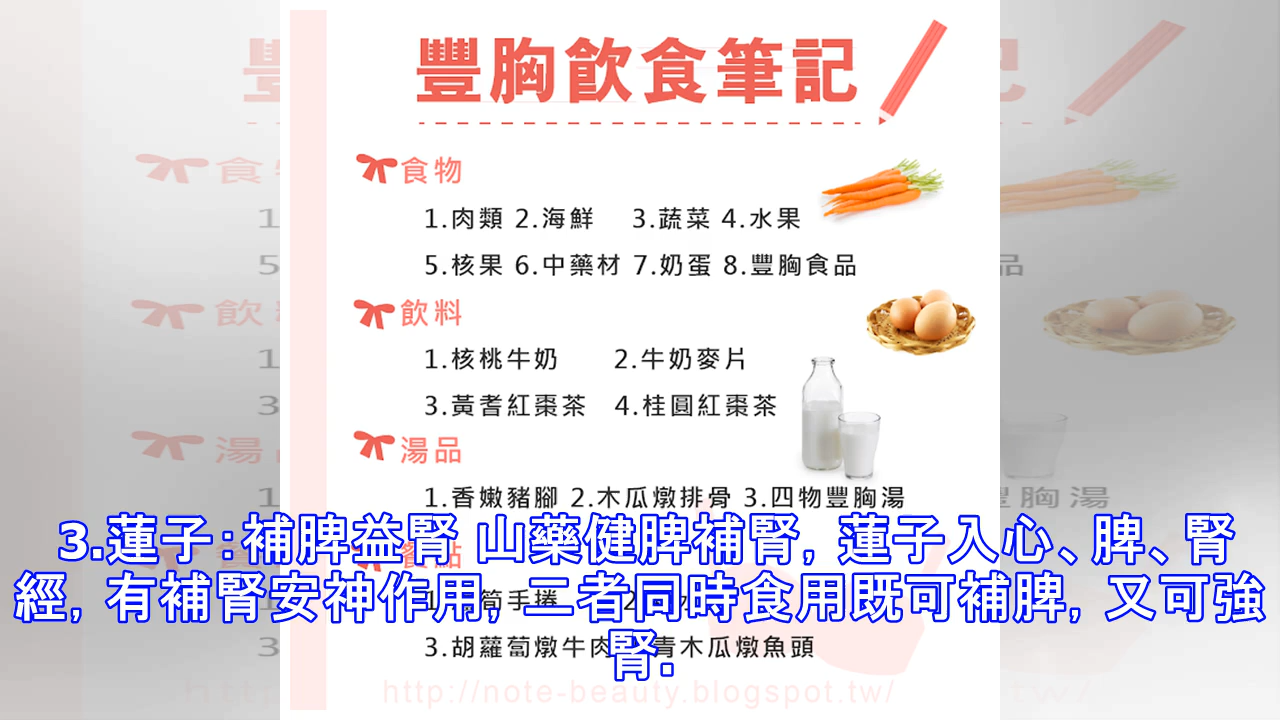 豐胸飲食筆記
食物
1.肉類 2.海鮮 3.蔬菜 4.水果
5.核果 6.中藥材 7.奶蛋 8.豐胸食品
飲料
1.核桃牛奶 2.牛奶麥片
3.黃耆紅棗茶 4.桂圓紅棗茶
湯品
1.香嫩豬腳 2.木瓜燉排骨 3.四物豐胸湯
3.蓮子:補脾益腎 山藥健脾補腎, 蓮子入心、脾、腎
經, 有補腎安神作用, 二者同時食用既可補脾, 又可強
腎.
3.胡蘿蔔燉牛肉 青木瓜燉魚頭
http://note-beauty.blogspot.tw/